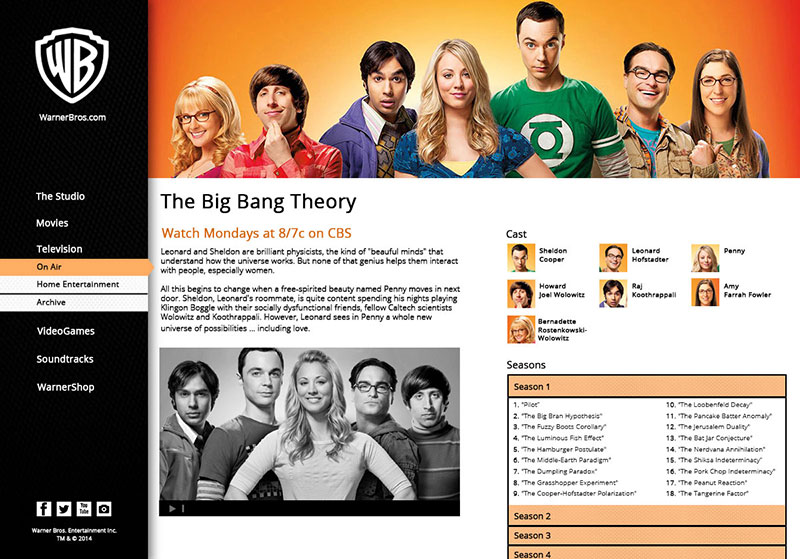 WB
WarnerBros.com
The Studio
Movies
Television
On Air
Home Entertainment
Archive
VideoGames
Soundtracks
WarnerShop
You
Tube
Warner Bros. Entertainment Inc.
TM & © 2014
The Big Bang Theory
Watch Mondays at 8/7c on CBS
Leonard and Sheldon are brilliant physicists, the kind of "beauful minds" that
understand how the universe works. But none of that genius helps them interact
with people, especially women.
All this begins to change when a free-spirited beauty named Penny moves in next
door. Sheldon, Leonard's roommate, is quite content spending his nights playing
Klingon Boggle with their socially dysfunctional friends, fellow Caltech scientists
Wolowitz and Koothrappali. However, Leonard sees in Penny a whole new
universe of possibilities ... including love.
Cast
Sheldon
Cooper
Leonard
Hofstadter
Penny
Howard
Joel Wolowitz
Raj
Koothrappali
Amy
Farrah Fowler
Bernadette
Rostenkowski-
Wolowitz
Seasons
Season 1
1. "Pilot"
2. "The Big Bran Hypothesis"
3. "The Fuzzy Boots Corollary"
4. "The Luminous Fish Effect"
5. "The Hamburger Postulate"
6. "The Middle-Earth Paradigm"
7. "The Dumpling Paradox"
8. "The Grasshopper Experiment"
9. "The Cooper-Hofstadter Polarization"
10. "The Loobenfeld Decay"
11. "The Pancake Batter Anomaly"
12. "The Jerusalem Duality"
13. "The Bat Jar Conjecture"
14. "The Nerdvana Annihilation"
15. "The Shiksa Indeterminacy"
16. "The Pork Chop Indeterminacy"
17. "The Peanut Reaction"
18. "The Tangerine Factor"
Season 2
Season 3
Season 4